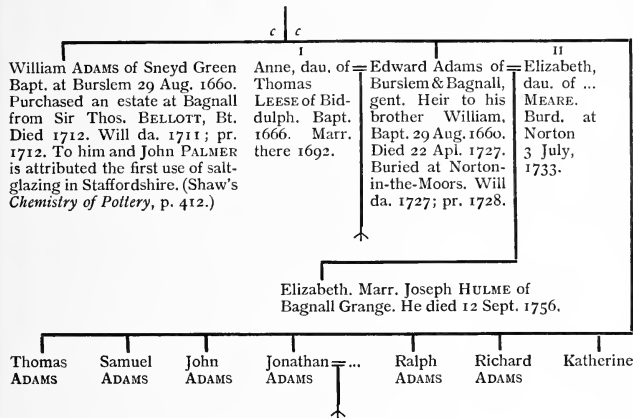 c c
William ADAMS of Sneyd Green
Bapt. at Burslem 29 Aug. 1660.
Purchased an estate at Bagnall
from Sir Thos. BELLOTT, Bt.
Died 1712. Will da. 1711; pr.
1712. To him and John PALMER
is attributed the first use of salt-
glazing in Staffordshire. (Shaw's
Chemistry of Pottery, p. 412.)
I
Anne, dau. of
Thomas
LEESE of Bid-
dulph. Bapt.
1666. Marr.
there 1692.
Edward Adams of
Burslem & Bagnall,
gent. Heir to his
brother William,
Bapt. 29 Aug. 1660.
Died 22 Apl. 1727.
Buried at Norton-
in-the-Moors. Will
da. 1727; pr. 1728.
II
Elizabeth,
dau. of ...
MEARE.
Burd. at
Norton
3 July,
1733.
Elizabeth. Marr. Joseph HULME of
Bagnall Grange. He died 12 Sept. 1756.
Thomas
ADAMS
Samuel
ADAMS
John
ADAMS
Jonathan = ...
ADAMS
Ralph
ADAMS
Richard
ADAMS
Katherine